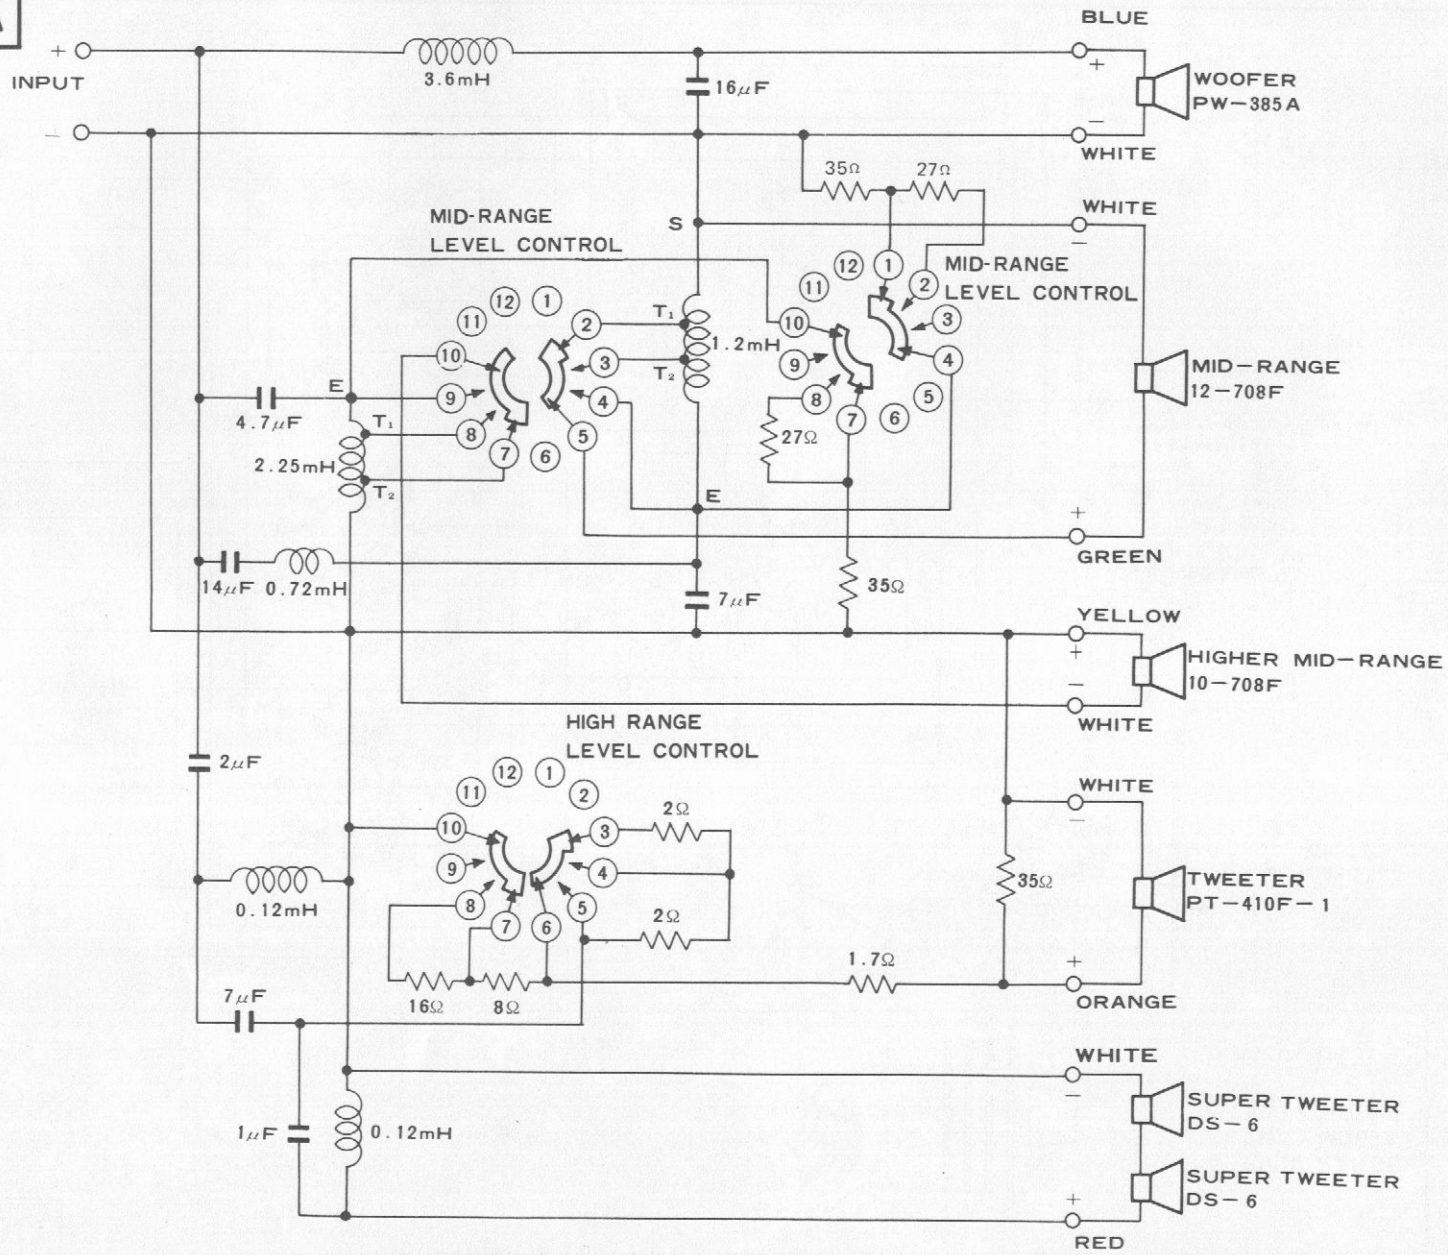 A
BLUE
+
INPUT
3.6mH
16μF
+
WOOFER
PW-385A
-
-
WHITE
35Ω
27Ω
WHITE
-
MID-RANGE
LEVEL CONTROL
S
MID-RANGE
LEVEL CONTROL
12 1 2 3 4 5 6 7 8 9 10 11
12 1 2 3 4 5 6 7 8 9 10 11
T1
1.2mH
T2
E
4.7μF
T1
2.25mH
T2
MID-RANGE
12-708F
27Ω
E
+
GREEN
14μF
0.72mH
7μF
35Ω
YELLOW
+
HIGHER MID-RANGE
10-708F
-
WHITE
HIGH RANGE
LEVEL CONTROL
2μF
12 1 2 3 4 5 6 7 8 9 10 11
2Ω
WHITE
-
0.12mH
2Ω
35Ω
TWEETER
PT-410F-1
1.7Ω
+
ORANGE
16Ω
8Ω
7μF
WHITE
-
SUPER TWEETER
DS-6
1μF
0.12mH
SUPER TWEETER
DS-6
+
RED